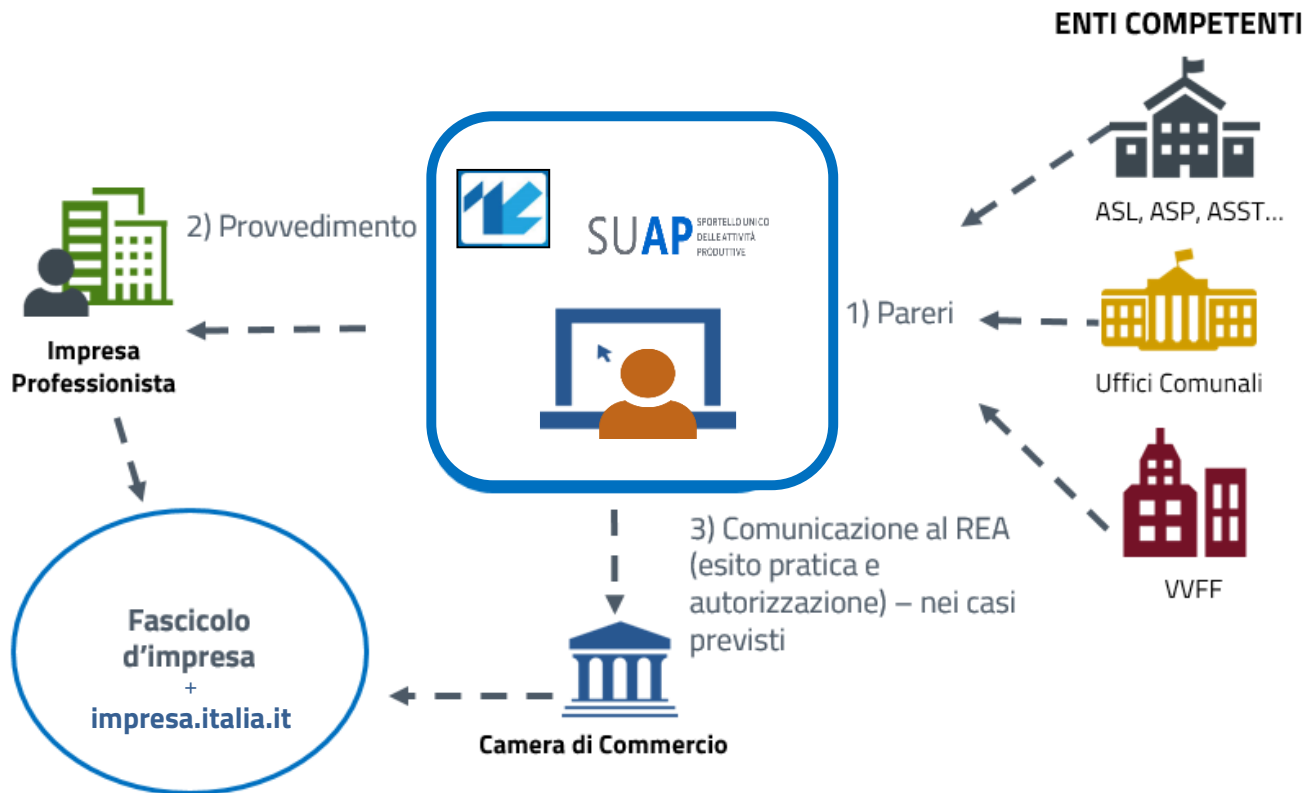 ENTI COMPETENTI
ASL, ASP, ASST...
2) Provvedimento
SUAP
SPORTELLO UNICO
DELLE ATTIVITÀ
PRODUTTIVE
1) Pareri
Impresa
Professionista
Uffici Comunali
3) Comunicazione al REA
(esito pratica e
autorizzazione) – nei casi
previsti
VVFF
Fascicolo
d'impresa
+
impresa.italia.it
Camera di Commercio